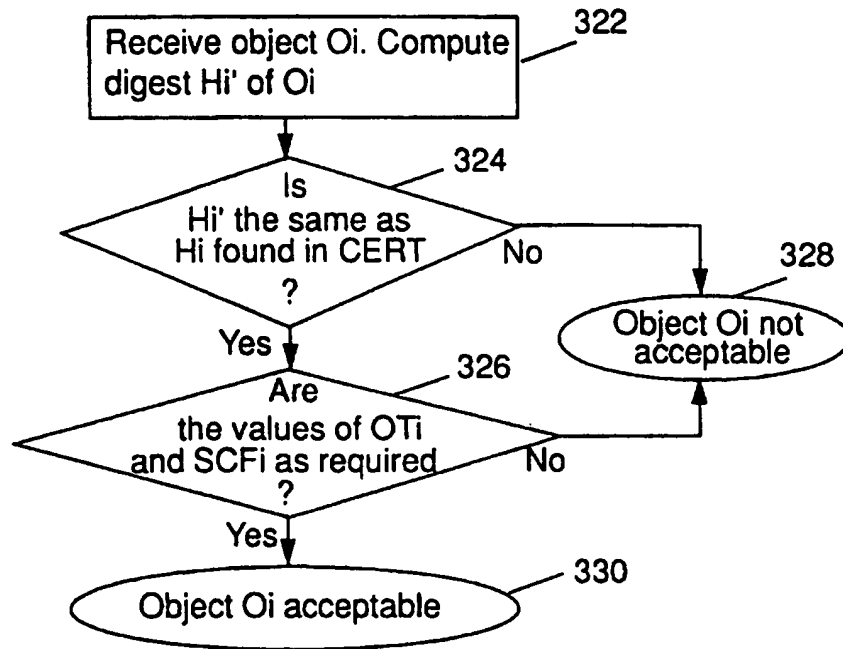 Receive object Oi. Compute
digest Hi' of Oi
322
324
Is
Hi' the same as
Hi found in CERT
?
No
328
Object Oi not
acceptable
Yes
326
Are
the values of OTi
and SCFi as required
?
No
Yes
330
Object Oi acceptable